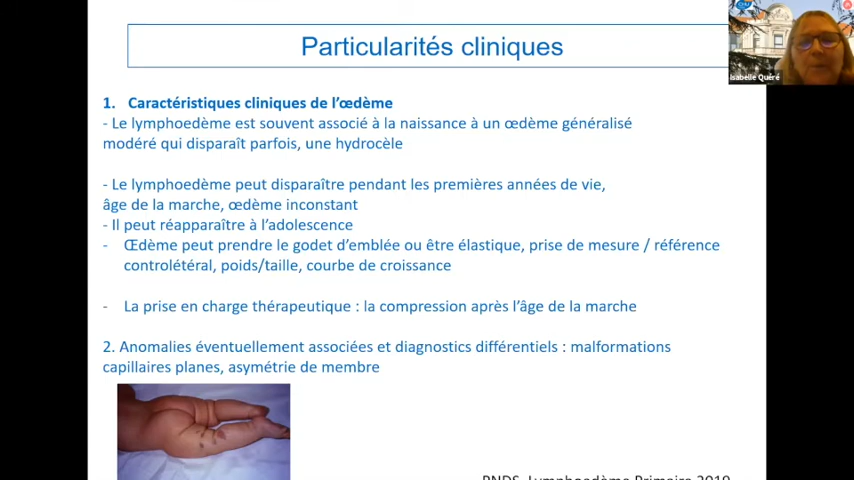 Particularités cliniques
Isabelle Quéré
1. Caractéristiques cliniques de l'œdème
- Le lymphoedème est souvent associé à la naissance à un œdème généralisé
modéré qui disparaît parfois, une hydrocèle
- Le lymphoedème peut disparaître pendant les premières années de vie,
âge de la marche, œdème inconstant
- Il peut réapparaître à l'adolescence
- Œdème peut prendre le godet d'emblée ou être élastique, prise de mesure / référence
controlétéral, poids/taille, courbe de croissance
- La prise en charge thérapeutique : la compression après l'âge de la marche
2. Anomalies éventuellement associées et diagnostics différentiels : malformations
capillaires planes, asymétrie de membre
PNDS Lymphoedème Primaire 2019